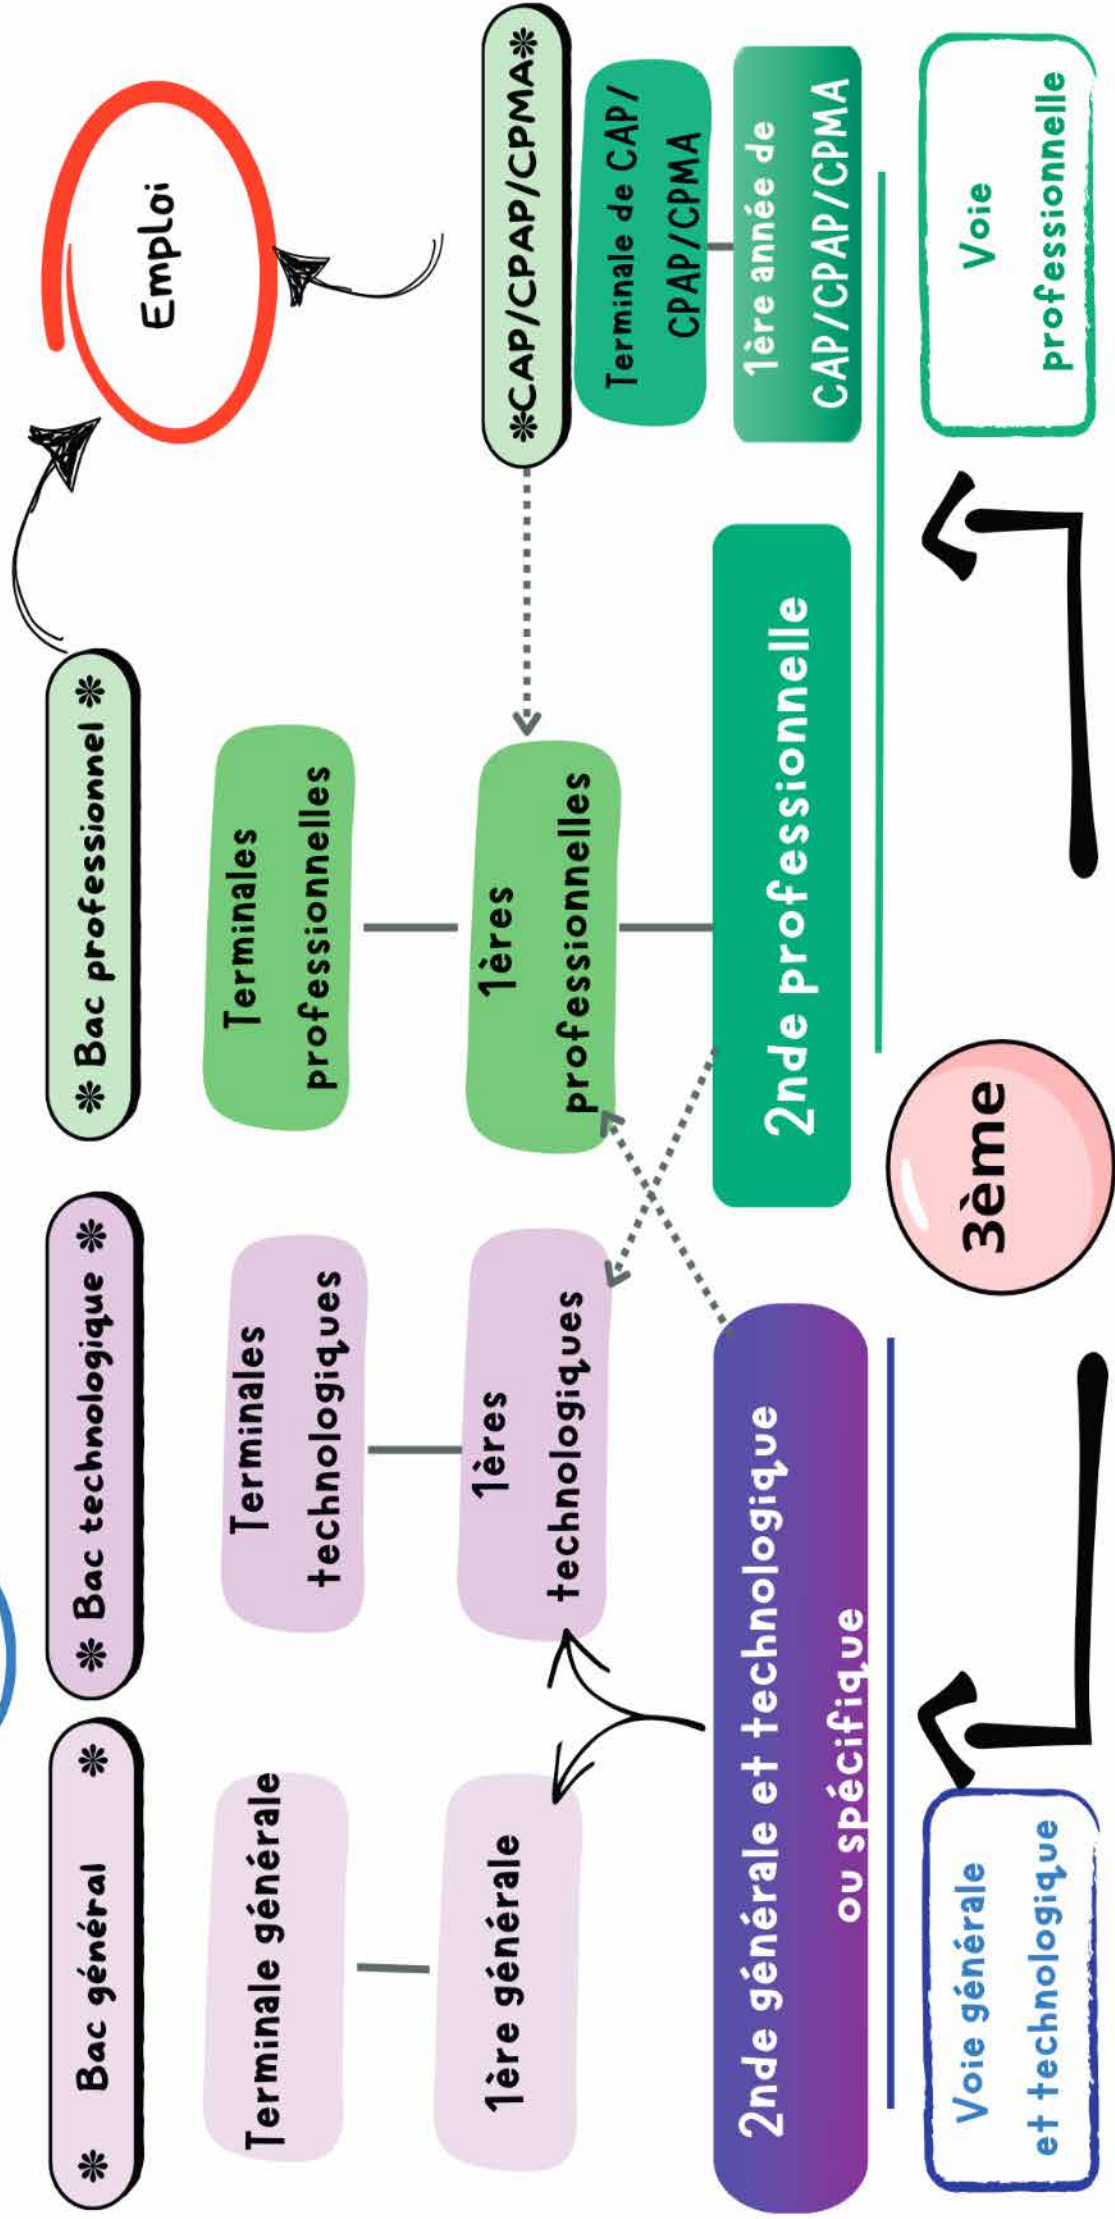 * Bac général *
* Bac technologique *
* Bac professionnel *
Emploi
Terminale générale
Terminales
technologiques
Terminales
professionnelles
1ère générale
1ères
technologiques
1ères
professionnelles
*CAP/CPAP/CPMA*
Terminale de CAP/
CPAP/CPMA
1ère année de
CAP/CPAP/CPMA
2nde générale et technologique
ou spécifique
2nde professionnelle
Voie générale
et technologique
3ème
Voie
professionnelle